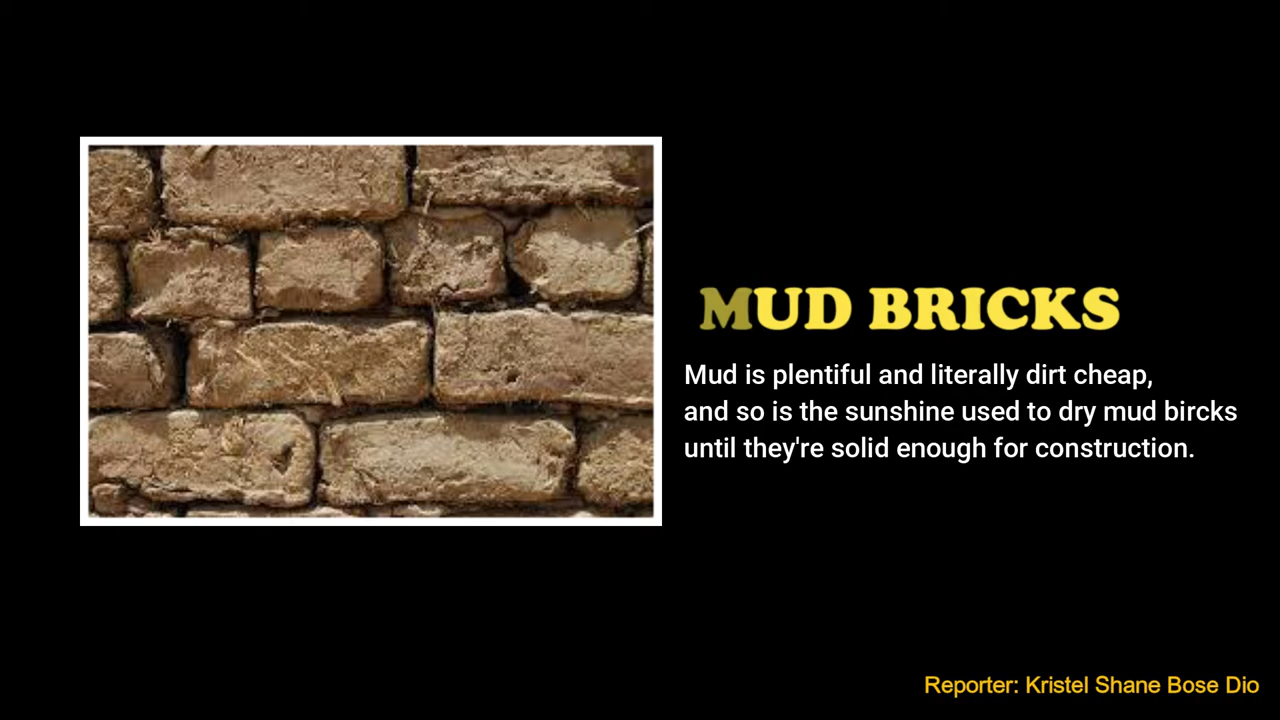 MUD BRICKS
Mud is plentiful and literally dirt cheap,
and so is the sunshine used to dry mud bircks
until they're solid enough for construction.
Reporter: Kristel Shane Bose Dio